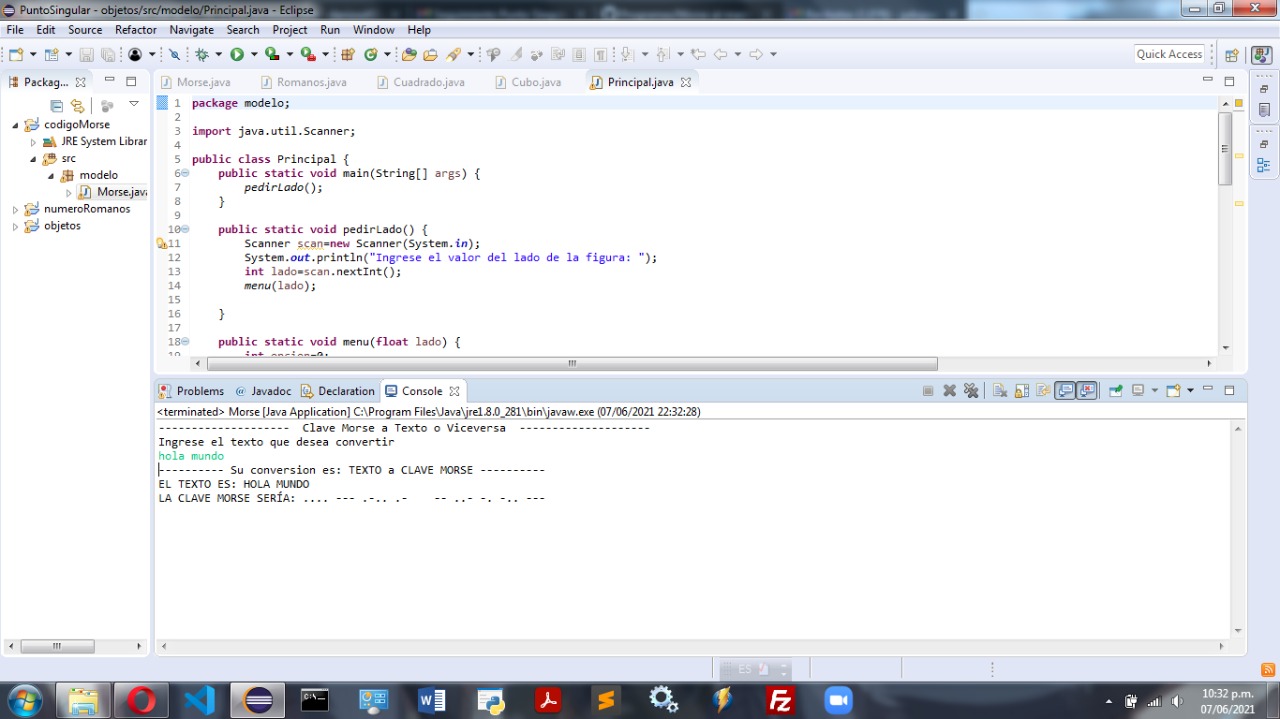 PuntoSingular - objetos/src/modelo/Principal.java - Eclipse
File Edit Source Refactor Navigate Search Project Run Window Help
Quick Access
Packag...
codigoMorse
JRE System Librar
src
modelo
Morse.java
numeroRomanos
objetos
Morse.java Romanos.java Cuadrado.java Cubo.java Principal.java
1 package modelo;
2
3 import java.util.Scanner;
4
5 public class Principal {
6 public static void main(String[] args) {
7 pedirLado();
8 }
9
10 public static void pedirLado() {
11 Scanner scan=new Scanner(System.in);
12 System.out.println("Ingrese el valor del lado de la figura: ");
13 int lado=scan.nextInt();
14 menu(lado);
15
16 }
17
18 public static void menu(float lado) {
19 int opcion=0;
Problems @ Javadoc Declaration Console
<terminated> Morse [Java Application] C:\Program Files\Java\jre1.8.0_281\bin\javaw.exe (07/06/2021 22:32:28)
------------------- Clave Morse a Texto o Viceversa -------------------
Ingrese el texto que desea convertir
hola mundo
---------- Su conversion es: TEXTO a CLAVE MORSE ----------
EL TEXTO ES: HOLA MUNDO
LA CLAVE MORSE SERÍA: .... --- .-.. .-    -- ..- -. -.. ---
ES
10:32 p.m.
07/06/2021